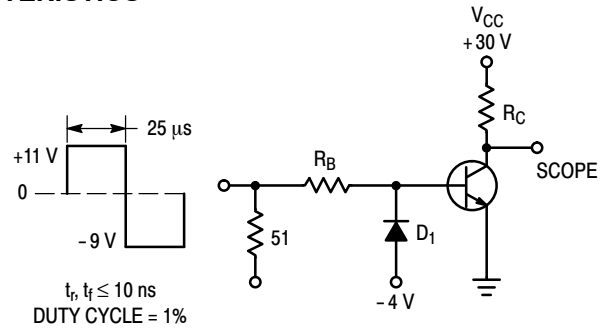 V_CC
+30 V
R_C
SCOPE
25 μs
+11 V
0
-9 V
t_r, t_f ≤ 10 ns
DUTY CYCLE = 1%
R_B
51
D_1
-4 V